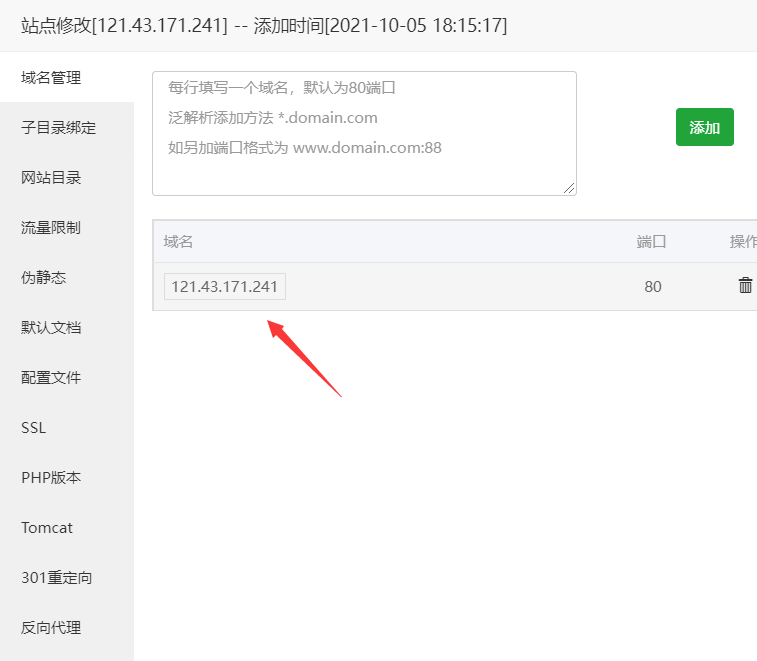 站点修改[121.43.171.241] -- 添加时间[2021-10-05 18:15:17]
域名管理
子目录绑定
网站目录
流量限制
伪静态
默认文档
配置文件
SSL
PHP版本
Tomcat
301重定向
反向代理
每行填写一个域名，默认为80端口
泛解析添加方法 *.domain.com
如另加端口格式为 www.domain.com:88
添加
域名 端口 操作
121.43.171.241 80